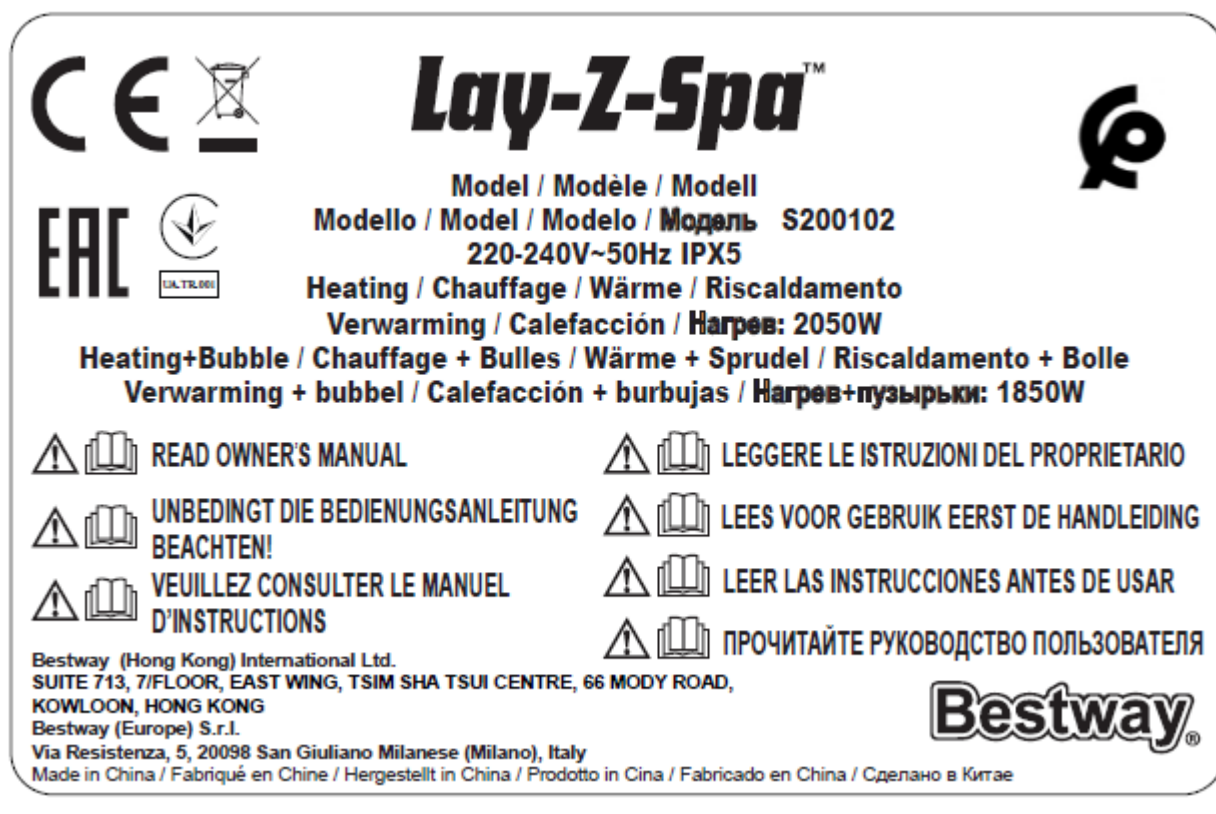 CE
Lay-Z-Spa™
EAC
UA.TR.001
Model / Modèle / Modell
Modello / Model / Modelo / Модель S200102
220-240V~50Hz IPX5
Heating / Chauffage / Wärme / Riscaldamento
Verwarming / Calefacción / Нагрев: 2050W
Heating+Bubble / Chauffage + Bulles / Wärme + Sprudel / Riscaldamento + Bolle
Verwarming + bubbel / Calefacción + burbujas / Нагрев+пузырьки: 1850W
READ OWNER'S MANUAL
UNBEDINGT DIE BEDIENUNGSANLEITUNG
BEACHTEN!
VEUILLEZ CONSULTER LE MANUEL
D'INSTRUCTIONS
LEGGERE LE ISTRUZIONI DEL PROPRIETARIO
LEES VOOR GEBRUIK EERST DE HANDLEIDING
LEER LAS INSTRUCCIONES ANTES DE USAR
ПРОЧИТАЙТЕ РУКОВОДСТВО ПОЛЬЗОВАТЕЛЯ
Bestway (Hong Kong) International Ltd.
SUITE 713, 7/FLOOR, EAST WING, TSIM SHA TSUI CENTRE, 66 MODY ROAD,
KOWLOON, HONG KONG
Bestway (Europe) S.r.l.
Via Resistenza, 5, 20098 San Giuliano Milanese (Milano), Italy
Made in China / Fabriqué en Chine / Hergestellt in China / Prodotto in Cina / Fabricado en China / Сделано в Китае
Bestway®